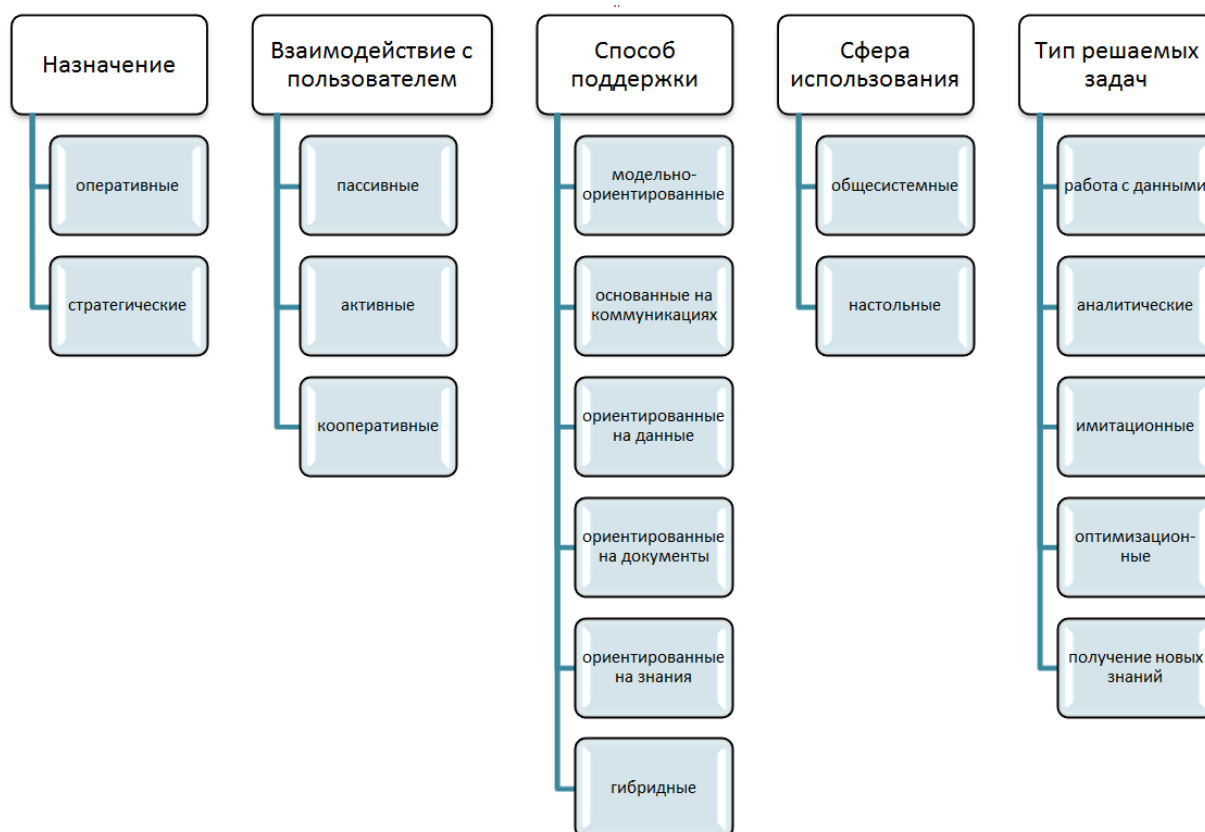 Назначение
оперативные
стратегические
Взаимодействие с
пользователем
пассивные
активные
кооперативные
Способ
поддержки
модельно-
ориентированные
основанные на
коммуникациях
ориентированные
на данные
ориентированные
на документы
ориентированные
на знания
гибридные
Сфера
использования
общесистемные
настольные
Тип решаемых
задач
работа с данными
аналитические
имитационные
оптимизацион-
ные
получение новых
знаний